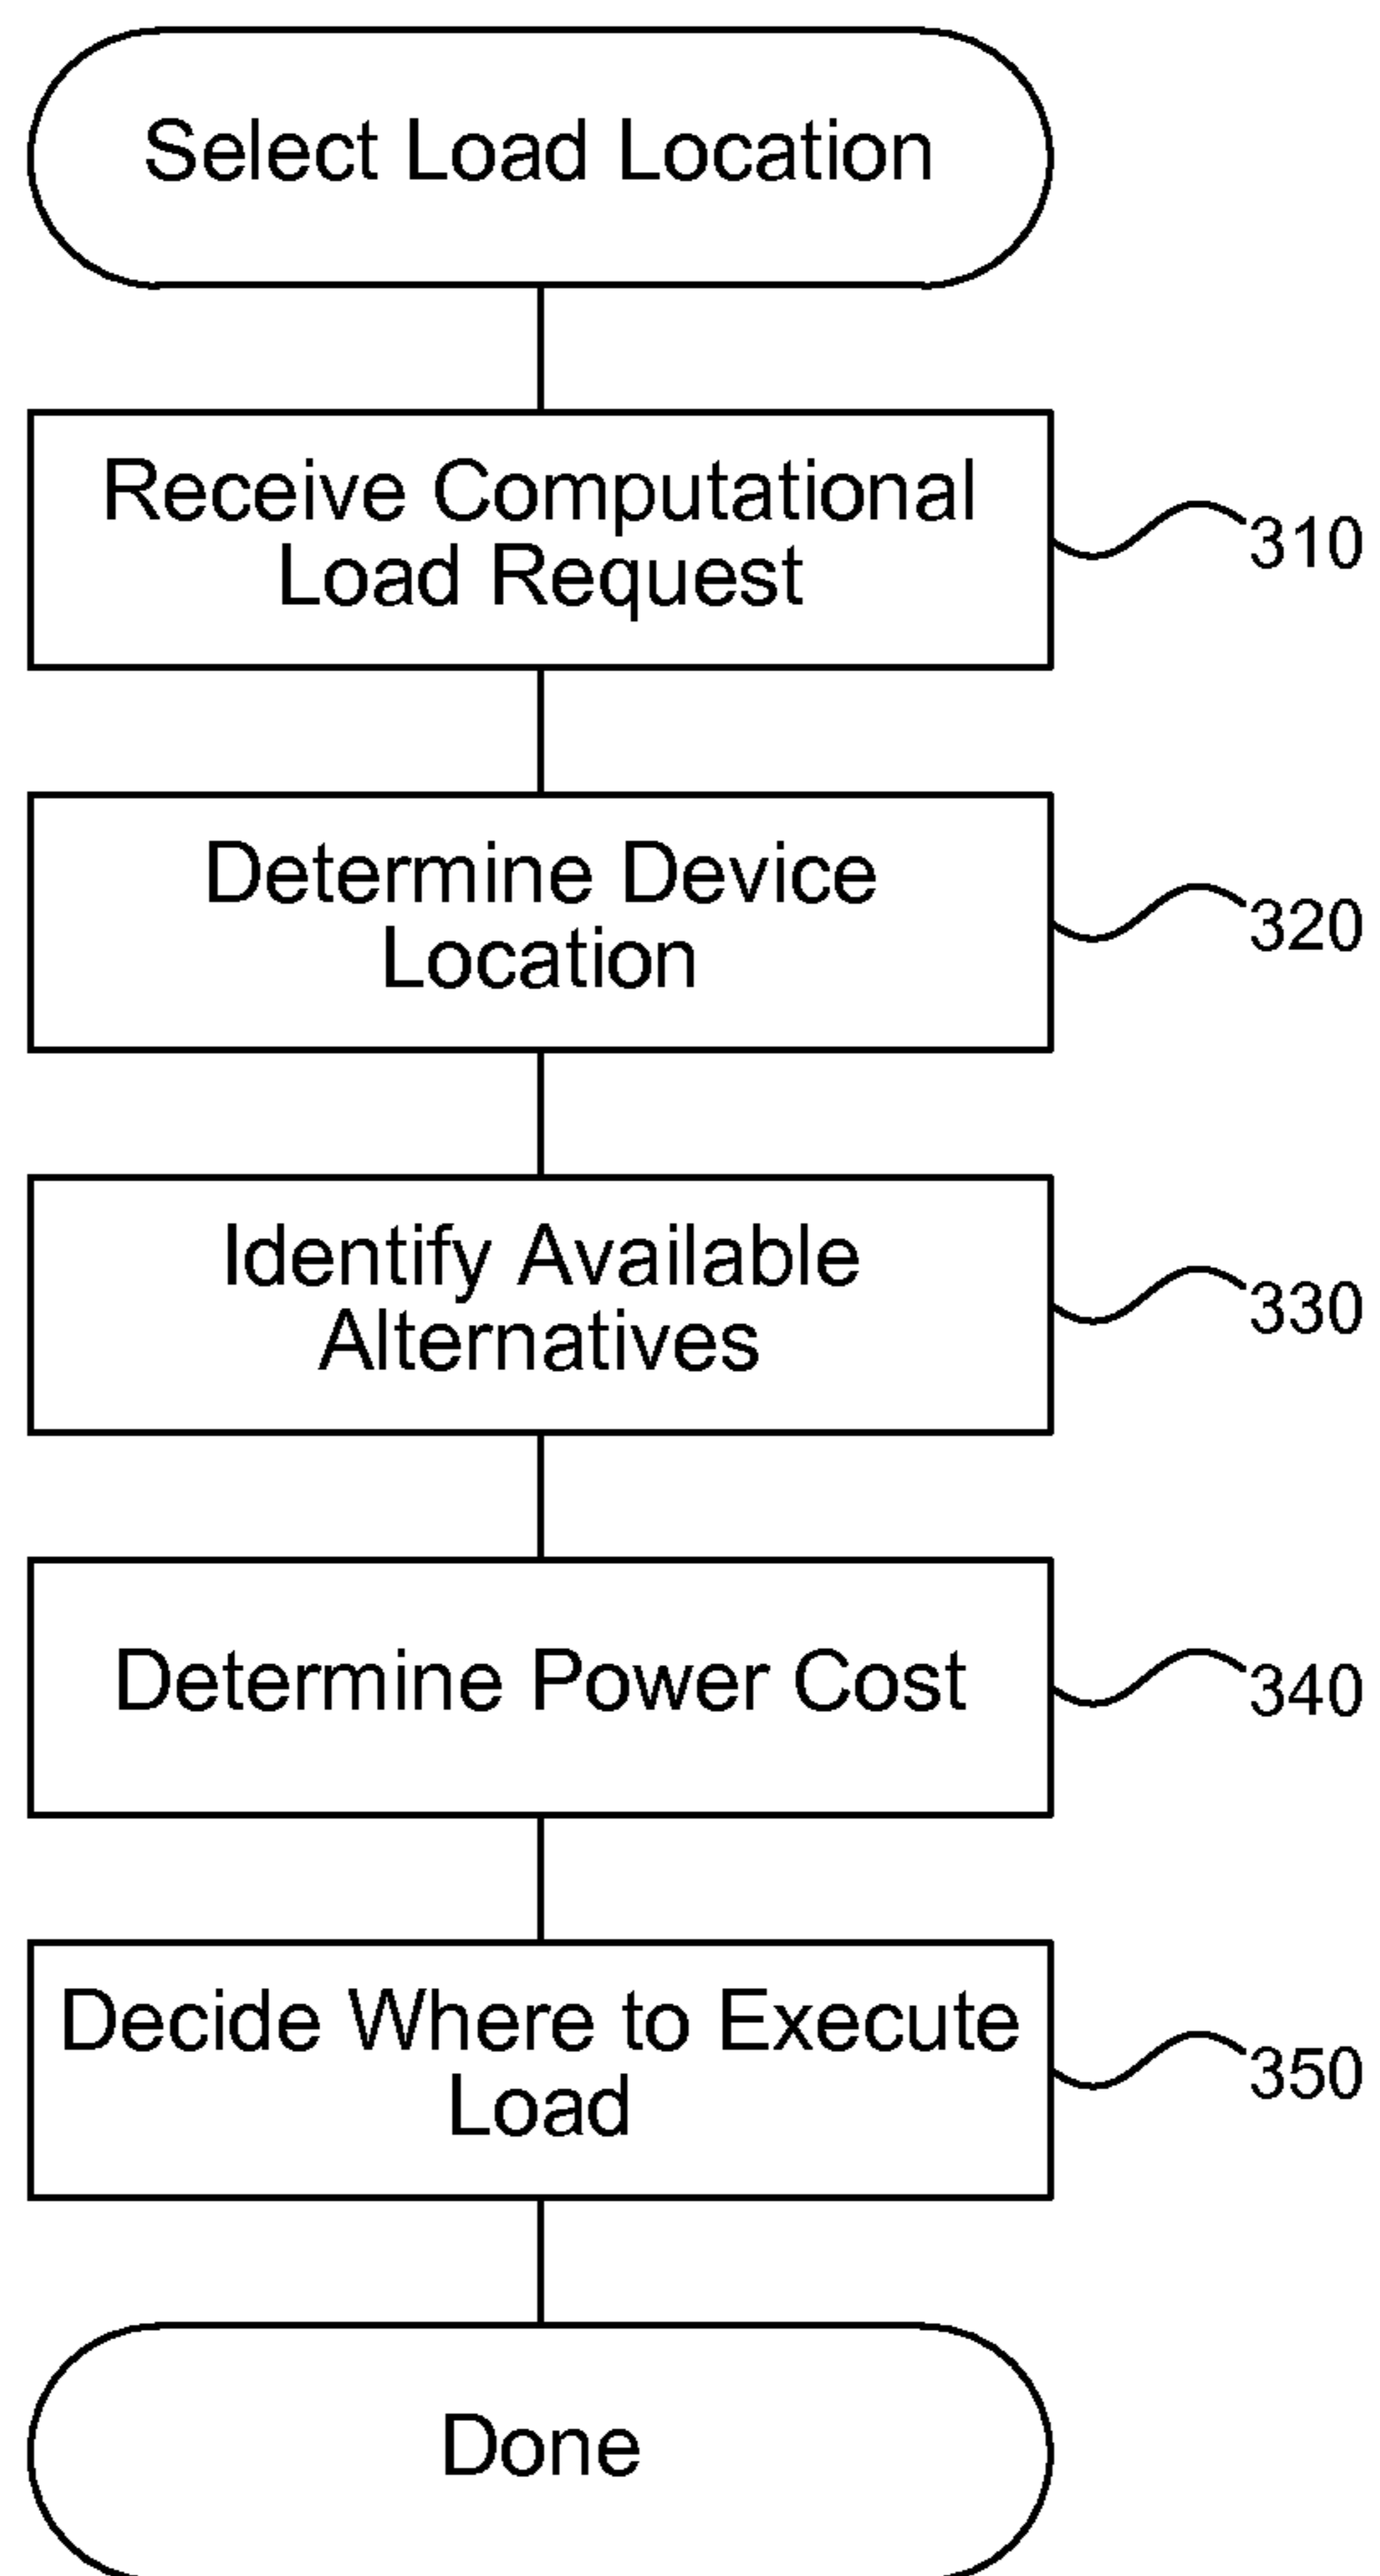 Select Load Location
Receive Computational
Load Request
310
Determine Device
Location
320
Identify Available
Alternatives
330
Determine Power Cost
340
Decide Where to Execute
Load
350
Done